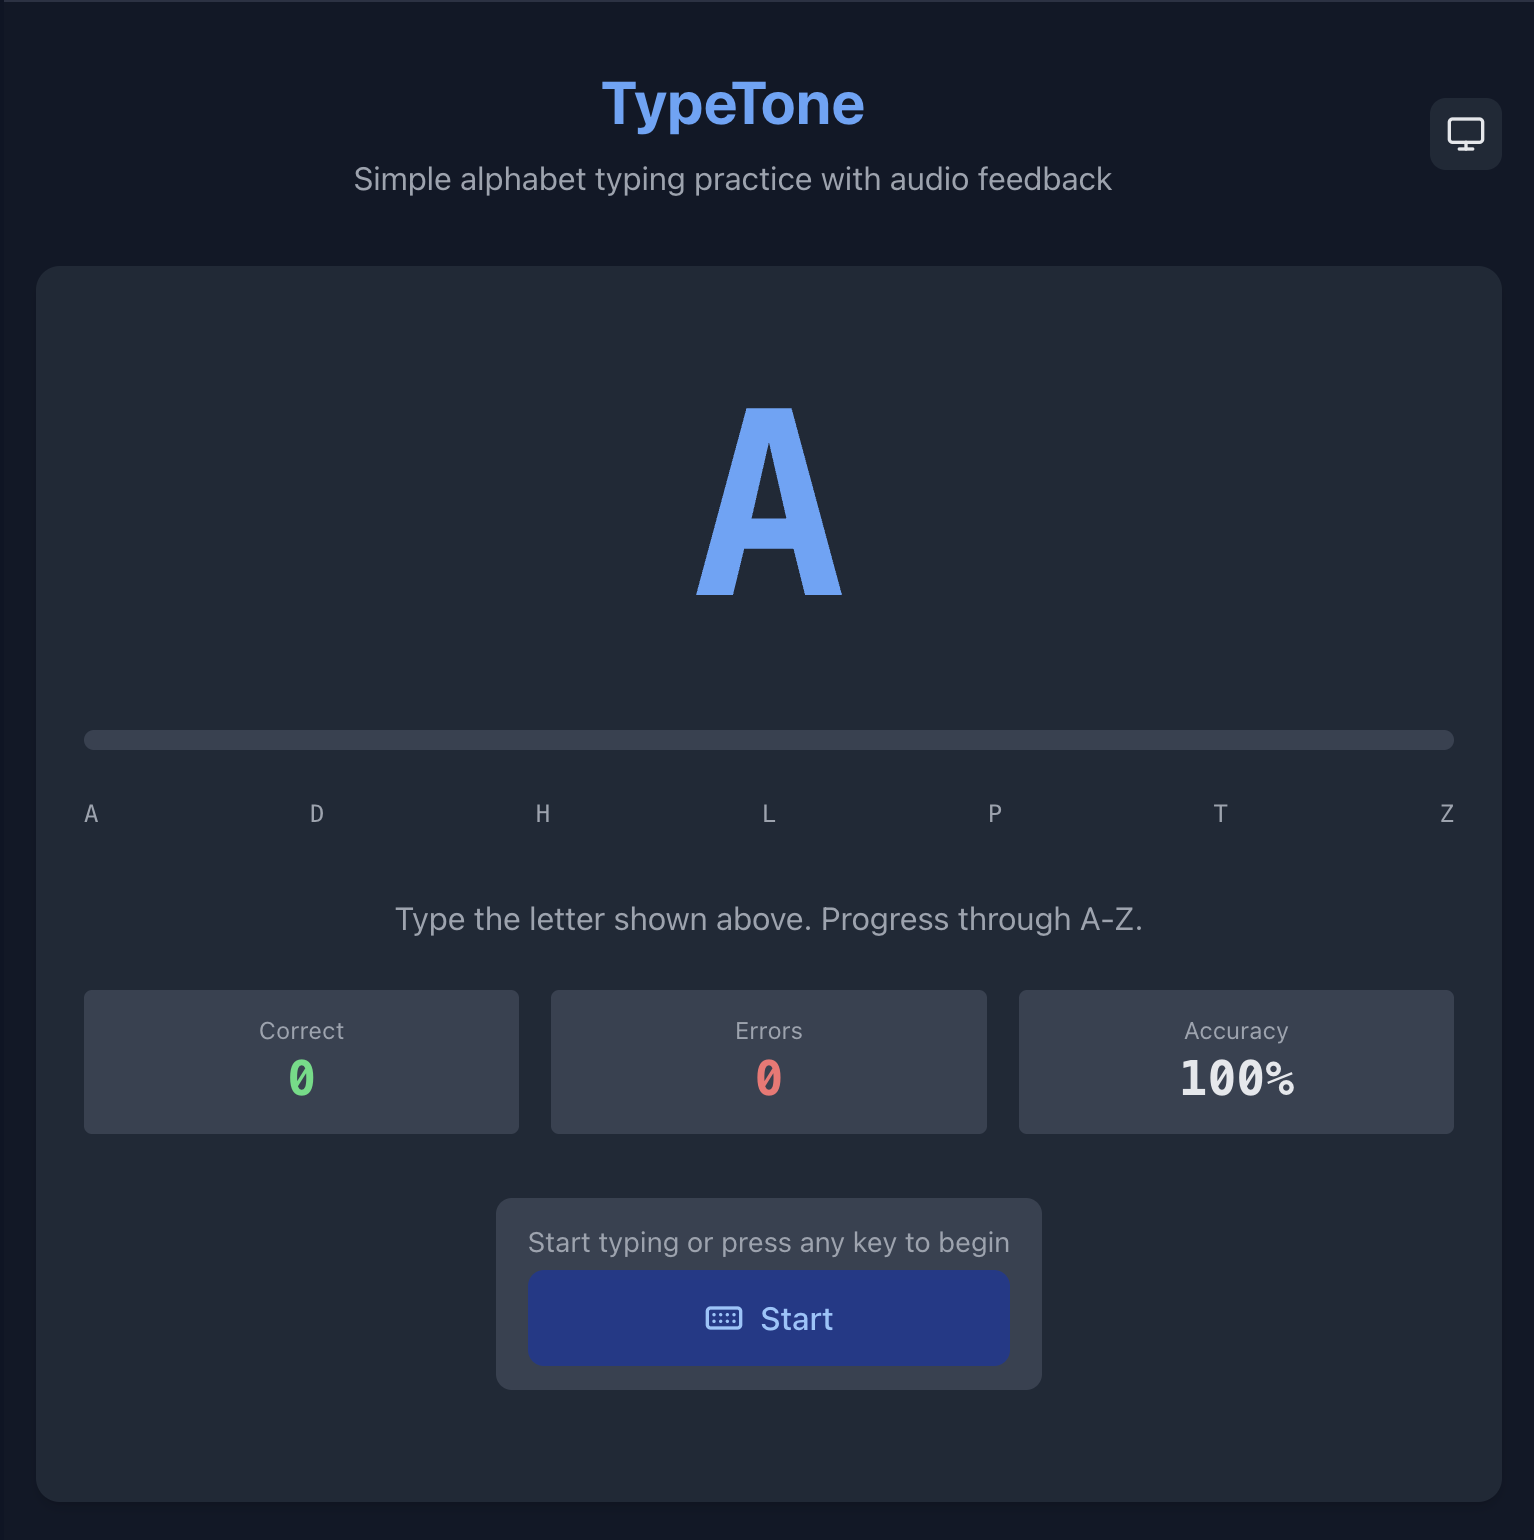 TypeTone
Simple alphabet typing practice with audio feedback
A
A D H L P T Z
Type the letter shown above. Progress through A-Z.
Correct Errors Accuracy
0 0 100%
Start typing or press any key to begin
Start